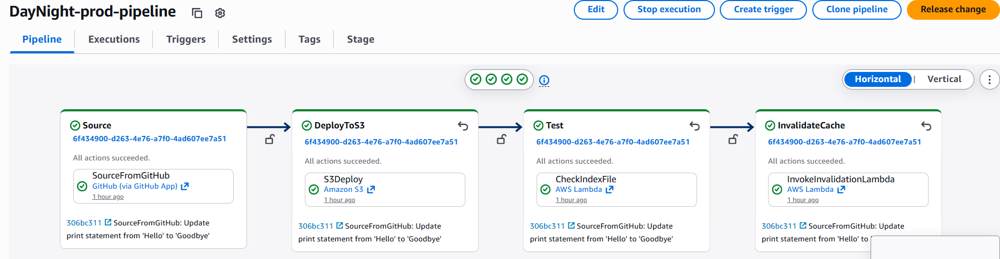 DayNight-prod-pipeline
Edit
Stop execution
Create trigger
Clone pipeline
Release change
Pipeline
Executions
Triggers
Settings
Tags
Stage
Horizontal
Vertical
Source
6f434900-d263-4e76-a7f0-4ad607ee7a51
All actions succeeded.
SourceFromGitHub
GitHub (via GitHub App)
1 hour ago
306bc311 SourceFromGitHub: Update
print statement from 'Hello' to 'Goodbye'
DeployToS3
6f434900-d263-4e76-a7f0-4ad607ee7a51
All actions succeeded.
S3Deploy
Amazon S3
1 hour ago
306bc311 SourceFromGitHub: Update
print statement from 'Hello' to 'Goodbye'
Test
6f434900-d263-4e76-a7f0-4ad607ee7a51
All actions succeeded.
CheckIndexFile
AWS Lambda
1 hour ago
306bc311 SourceFromGitHub: Update
print statement from 'Hello' to 'Goodbye'
InvalidateCache
6f434900-d263-4e76-a7f0-4ad607ee7a51
All actions succeeded.
InvokeInvalidationLambda
AWS Lambda
1 hour ago
306bc311 SourceFromGitHub: Update
print statement from 'Hello' to